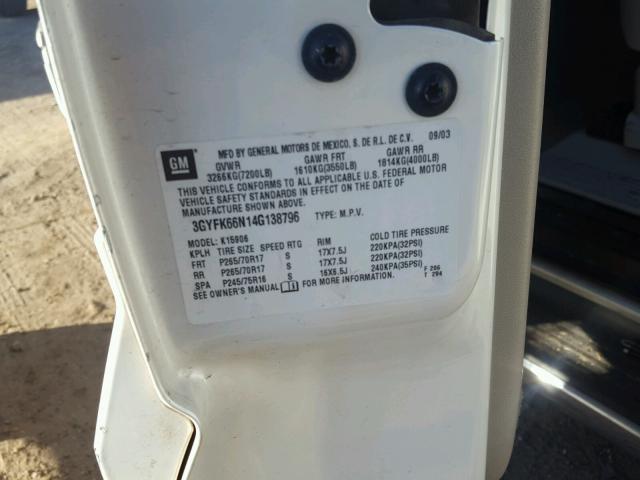 GM
MFD BY GENERAL MOTORS DE MEXICO, S. DE R.L. DE C.V. 09/03
GVWR GAWR FRT GAWR RR
3266KG(7200LB) 1610KG(3550LB) 1814KG(4000LB)
THIS VEHICLE CONFORMS TO ALL APPLICABLE U.S. FEDERAL MOTOR
VEHICLE SAFETY STANDARDS IN EFFECT ON THE DATE OF
MANUFACTURE SHOWN ABOVE.
3GYFK66N14G138796 TYPE: M.P.V.
MODEL: K15906
KPLH TIRE SIZE SPEED RTG RIM COLD TIRE PRESSURE
FRT P265/70R17 S 17X7.5J 220KPA(32PSI)
RR P265/70R17 S 17X7.5J 220KPA(32PSI)
SPA P245/75R16 S 16X6.5J 240KPA(35PSI) F 206
SEE OWNER'S MANUAL FOR MORE INFORMATION. T 294